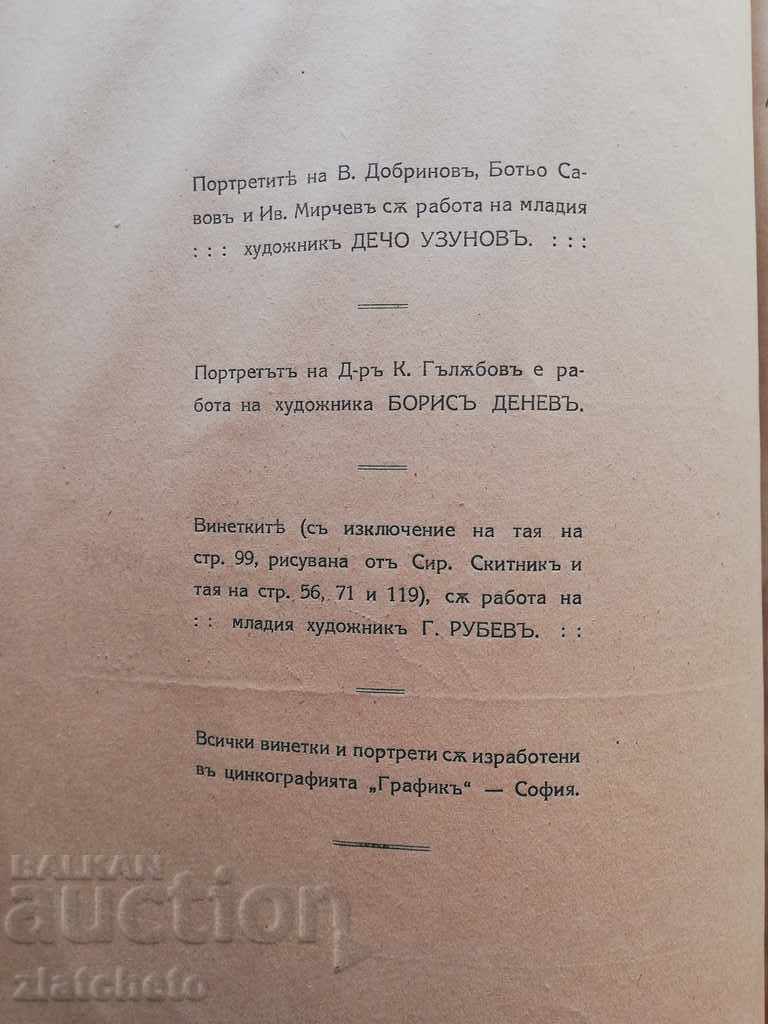 Портретитѣ на В. Добриновъ, Ботьо Са-
вовъ и Ив. Мирчевъ сѫ работа на младия
: : : художникъ ДЕЧО УЗУНОВЪ. : : :
Портретътъ на Д-ръ К. Гълѫбовъ е ра-
бота на художника БОРИСЪ ДЕНЕВЪ.
Винеткитѣ (съ изключение на тая на
стр. 99, рисувана отъ Сир. Скитникъ и
тая на стр. 56, 71 и 119), сѫ работа на
: : младия художникъ Г. РУБЕВЪ. : :
Всички винетки и портрети сѫ изработени
въ цинкографията „Графикъ“ — София.
BALKAN
auction
zlatcheto